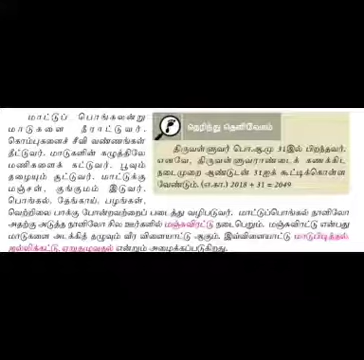 மாட்டுப் பொங்கலன்று
மாடுகளை நீராட்டுவர்.
கொம்புகளைச் சீவி வண்ணங்கள்
தீட்டுவர். மாடுகளின் கழுத்திலே
மணிகளைக் கட்டுவர். பூவும்
தழையும் சூட்டுவர். மாட்டுக்கு
மஞ்சள், குங்குமம் இடுவர்.
பொங்கல், தேங்காய், பழங்கள்,
வெற்றிலை பாக்கு போன்றவற்றைப் படைத்து வழிபடுவர். மாட்டுப்பொங்கல் நாளிலோ
அதற்கு அடுத்த நாளிலோ சில ஊர்களில் மஞ்சுவிரட்டு நடைபெறும். மஞ்சுவிரட்டு என்பது
மாடுகளை அடக்கித் தழுவும் வீர விளையாட்டு ஆகும். இவ்விளையாட்டு மாடுபிடித்தல்,
ஜல்லிக்கட்டு, ஏறுதழுவுதல் என்றும் அழைக்கப்படுகிறது.
தெரிந்து தெளிவோம்
திருவள்ளுவர் பொ.ஆ.மு 31இல் பிறந்தவர்.
எனவே, திருவள்ளுவராண்டைக் கணக்கிட
நடைமுறை ஆண்டுடன் 31ஐக் கூட்டிக்கொள்ள
வேண்டும். (எ.கா.) 2018 + 31 = 2049